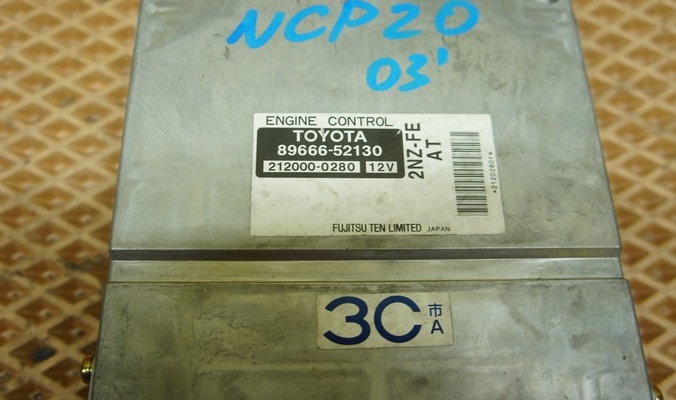 NCP20
03'
ENGINE CONTROL
TOYOTA
89666-52130
212000-0280 12V
2NZ-FE
AT
FUJITSU TEN LIMITED JAPAN
3C 市
A